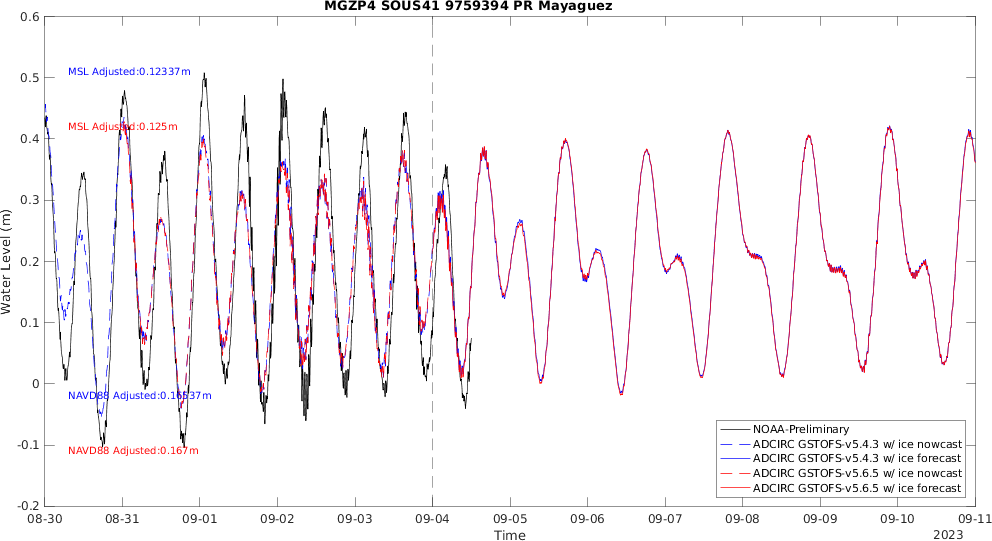 MGZP4 SOUS41 9759394 PR Mayaguez
0.6
0.5
0.4
0.3
0.2
0.1
0
-0.1
-0.2
Water Level (m)
MSL Adjusted:0.12337m
MSL Adjusted:0.125m
NAVD88 Adjusted:0.16537m
NAVD88 Adjusted:0.167m
NOAA-Preliminary
ADCIRC GSTOFS-v5.4.3 w/ ice nowcast
ADCIRC GSTOFS-v5.4.3 w/ ice forecast
ADCIRC GSTOFS-v5.6.5 w/ ice nowcast
ADCIRC GSTOFS-v5.6.5 w/ ice forecast
08-30 08-31 09-01 09-02 09-03 09-04 09-05 09-06 09-07 09-08 09-09 09-10 09-11
Time
2023